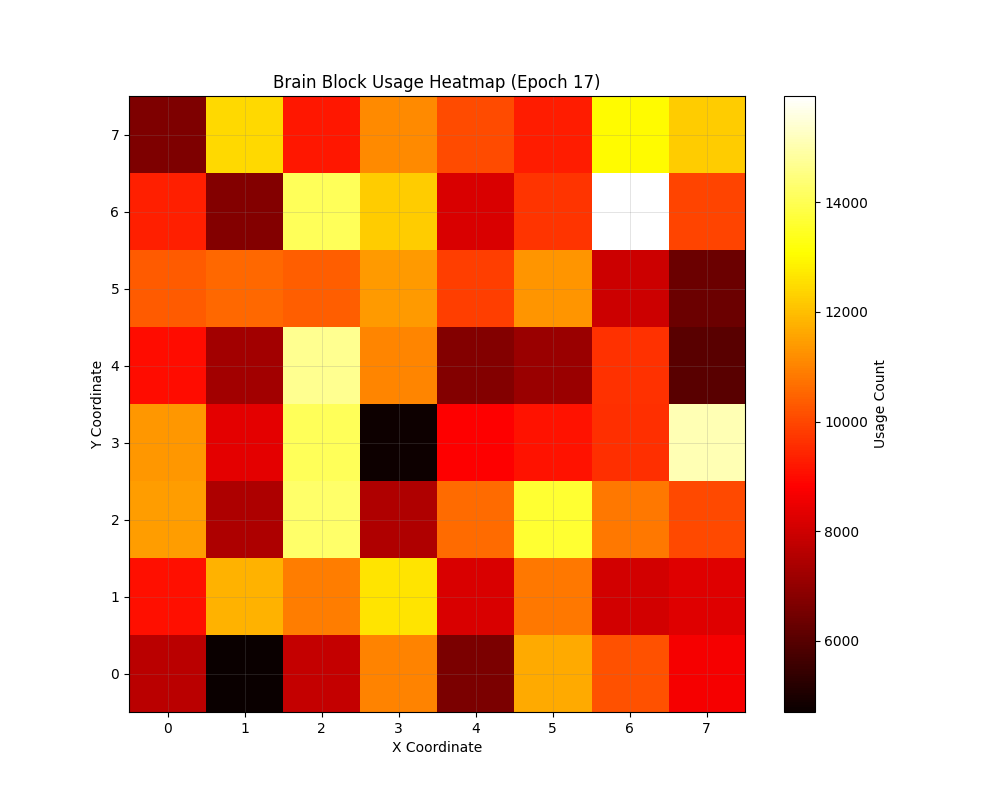 Brain Block Usage Heatmap (Epoch 17)
7
6
5
4
3
2
1
0
Y Coordinate
0 1 2 3 4 5 6 7
X Coordinate
14000
12000
10000
8000
6000
Usage Count